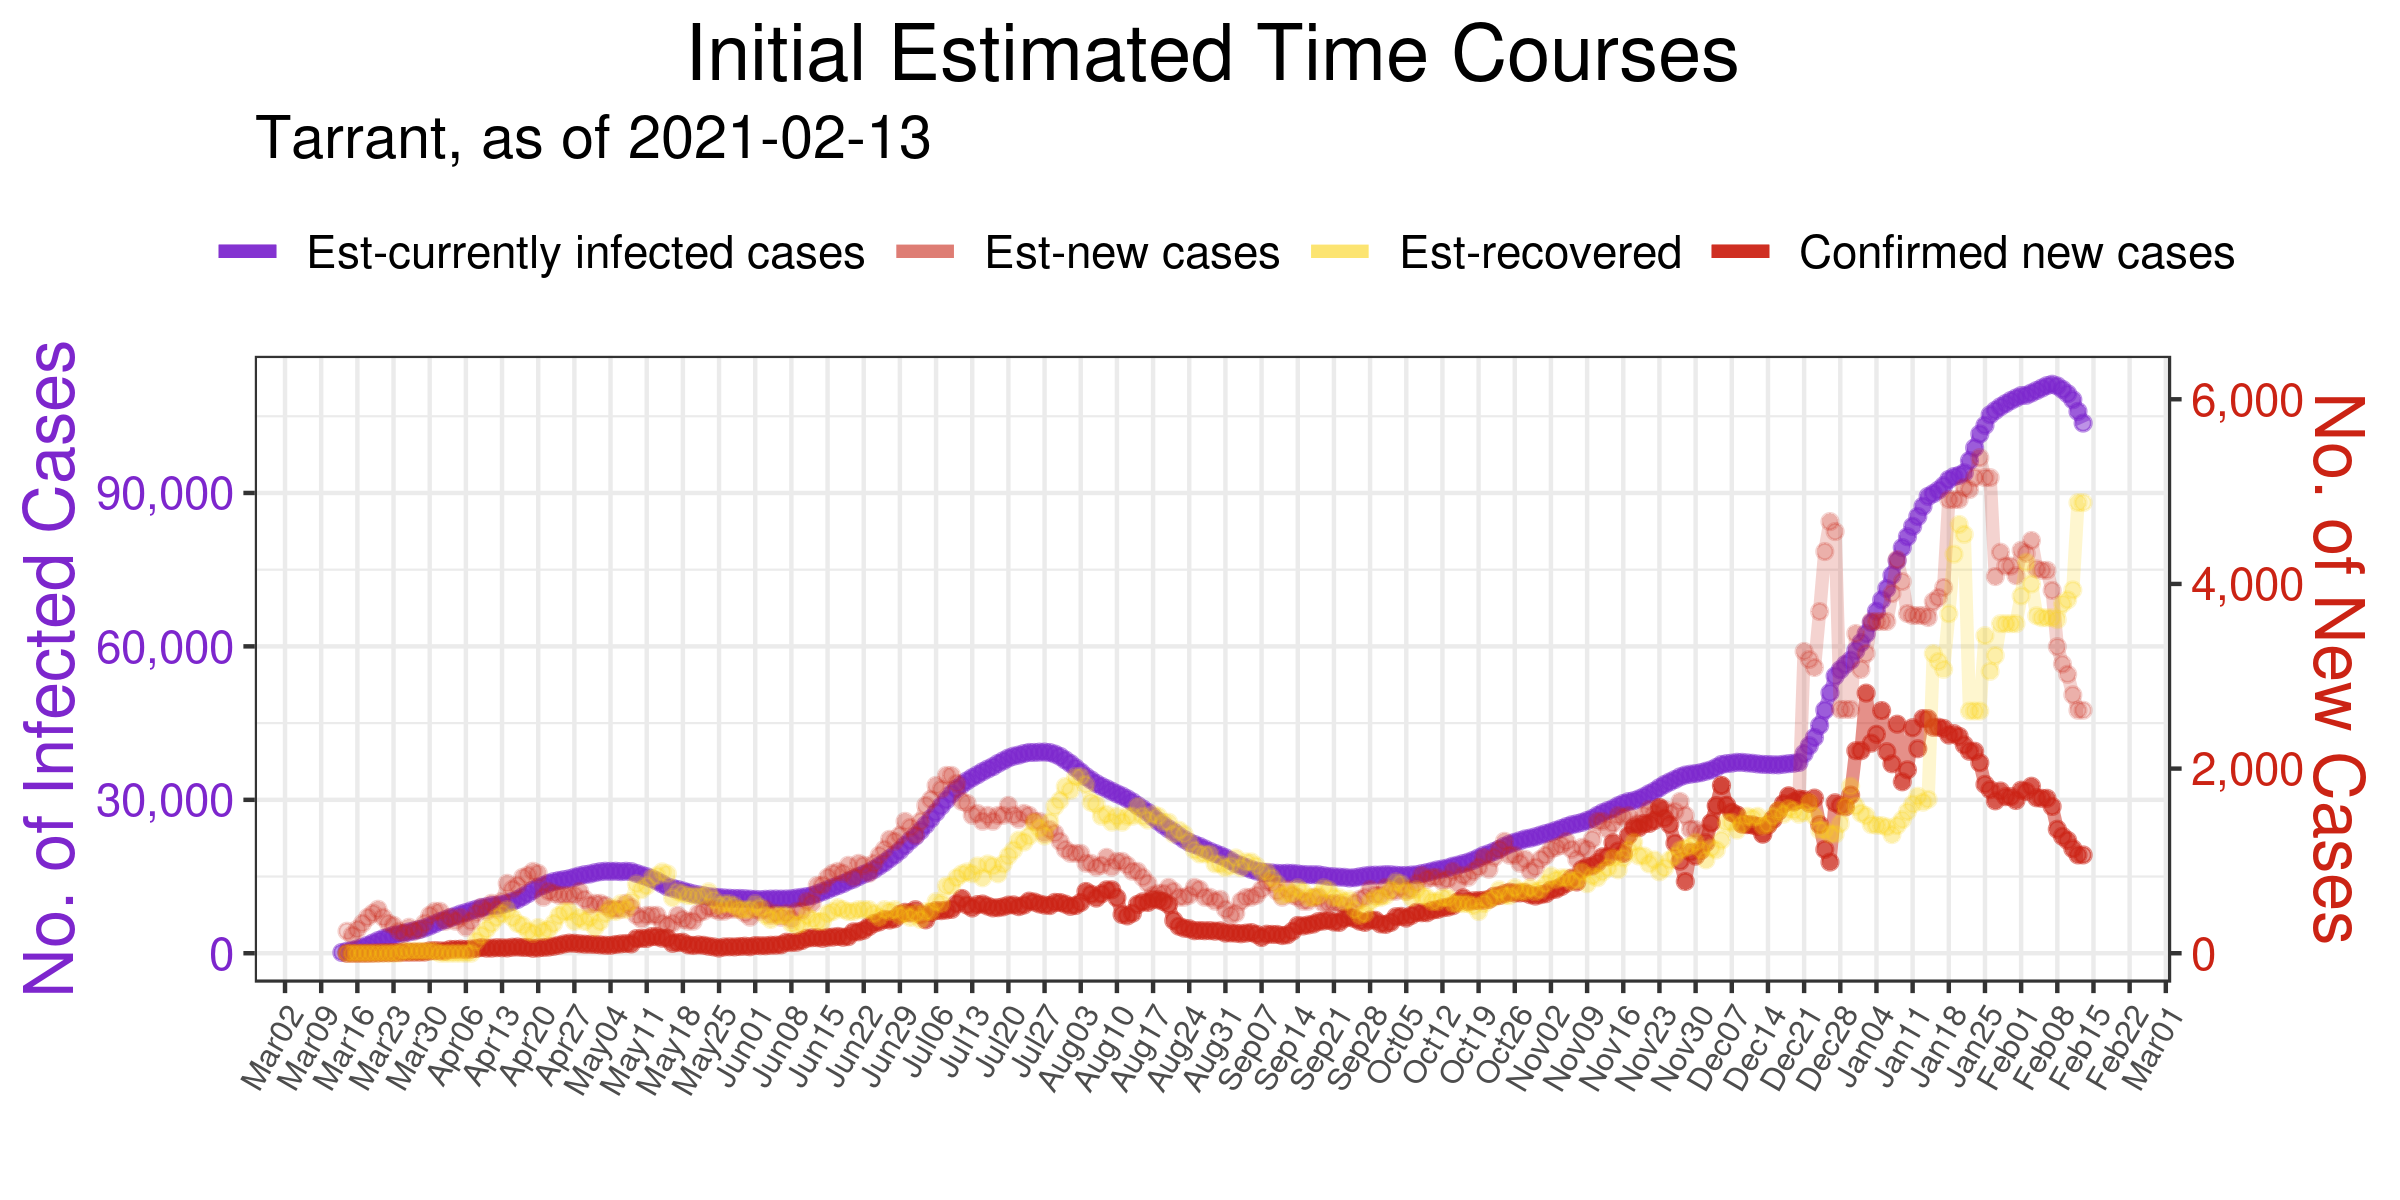 Initial Estimated Time Courses
Tarrant, as of 2021-02-13
Est-currently infected cases
Est-new cases
Est-recovered
Confirmed new cases
No. of Infected Cases
90,000
60,000
30,000
0
6,000
4,000
2,000
0
No. of New Cases
Mar02
Mar09
Mar16
Mar23
Mar30
Apr06
Apr13
Apr20
Apr27
May04
May11
May18
May25
Jun01
Jun08
Jun15
Jun22
Jun29
Jul06
Jul13
Jul20
Jul27
Aug03
Aug10
Aug17
Aug24
Aug31
Sep07
Sep14
Sep21
Sep28
Oct05
Oct12
Oct19
Oct26
Nov02
Nov09
Nov16
Nov23
Nov30
Dec07
Dec14
Dec21
Dec28
Jan04
Jan11
Jan18
Jan25
Feb01
Feb08
Feb15
Feb22
Mar01